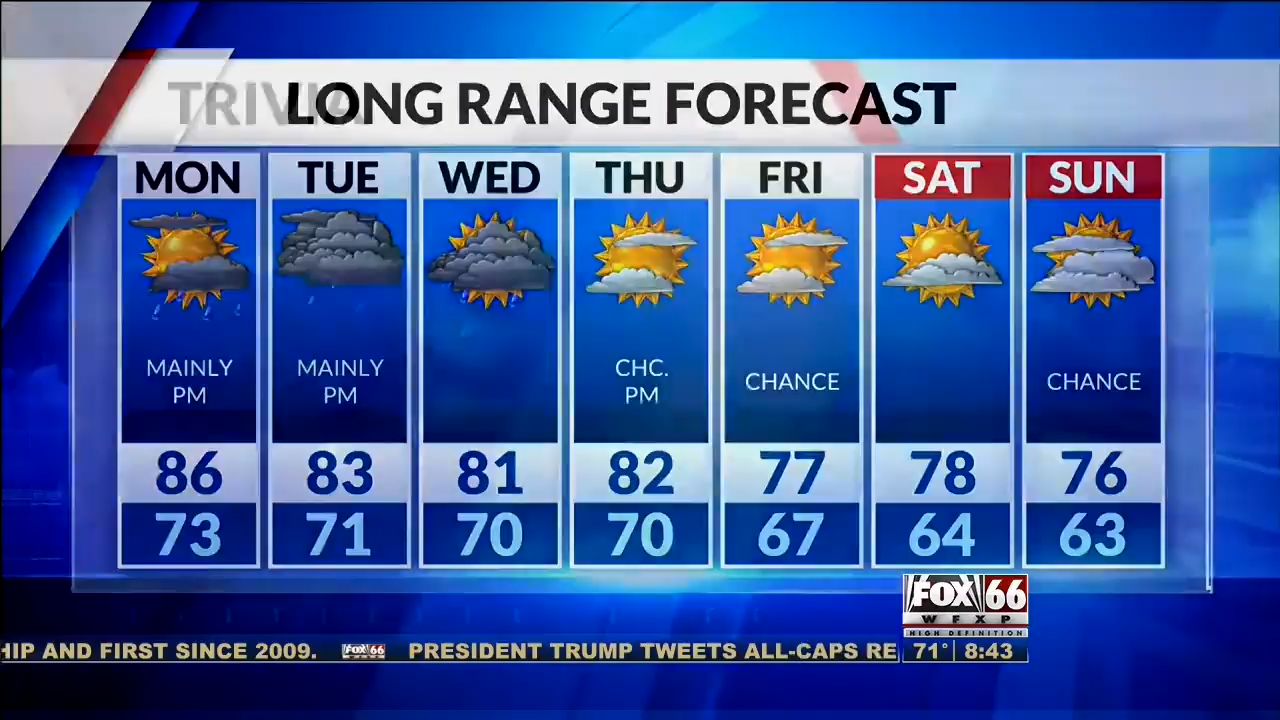 TRIVIA
LONG RANGE FORECAST
MON TUE WED THU FRI SAT SUN
MAINLY PM
MAINLY PM
CHC. PM
CHANCE
CHANCE
86 83 81 82 77 78 76
73 71 70 70 67 64 63
FOX 66
WFXP
HIGH DEFINITION
HIP AND FIRST SINCE 2009. FOX 66 PRESIDENT TRUMP TWEETS ALL-CAPS RE 71° 8:43